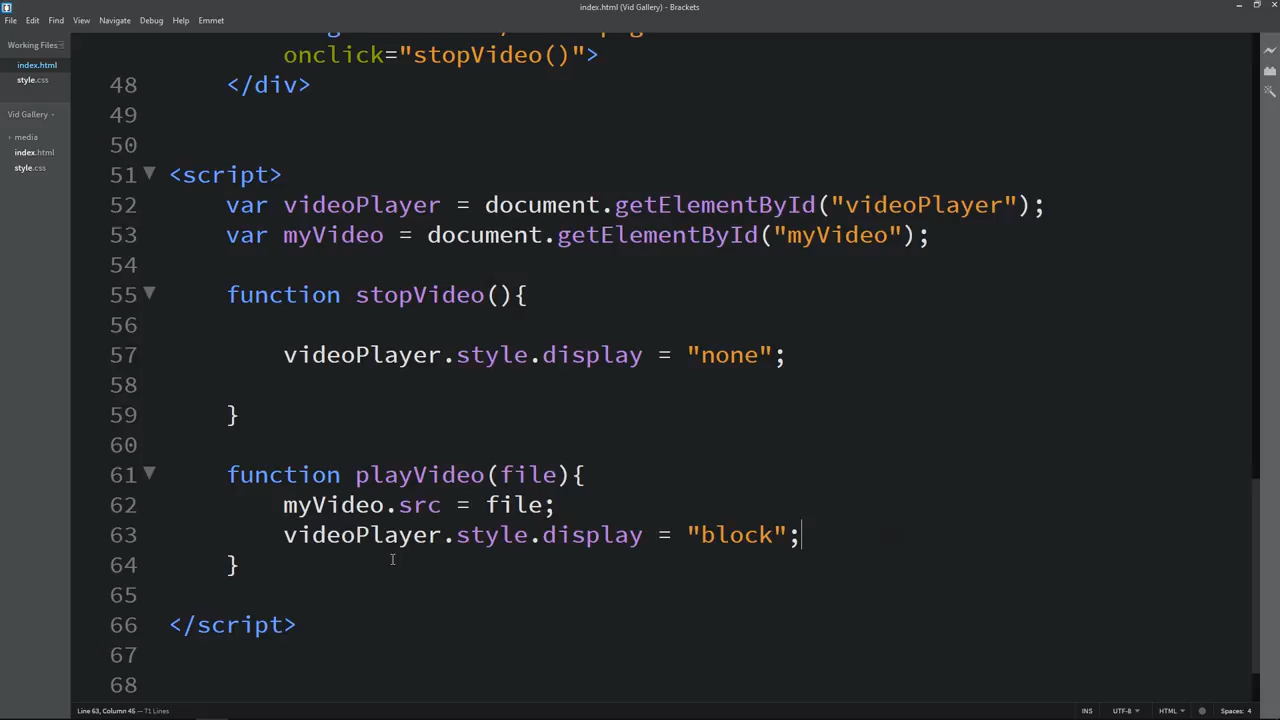 index.html (Vid Gallery) - Brackets
File Edit Find View Navigate Debug Help Emmet
Working Files
index.html
style.css
Vid Gallery
media
index.html
style.css
onclick="stopVideo()">
48 </div>
49
50
51 <script>
52 var videoPlayer = document.getElementById("videoPlayer");
53 var myVideo = document.getElementById("myVideo");
54
55 function stopVideo(){
56
57 videoPlayer.style.display = "none";
58
59 }
60
61 function playVideo(file){
62 myVideo.src = file;
63 videoPlayer.style.display = "block";
64 }
65
66 </script>
67
68
Line 63, Column 45 — 71 Lines
INS UTF-8 HTML Spaces: 4